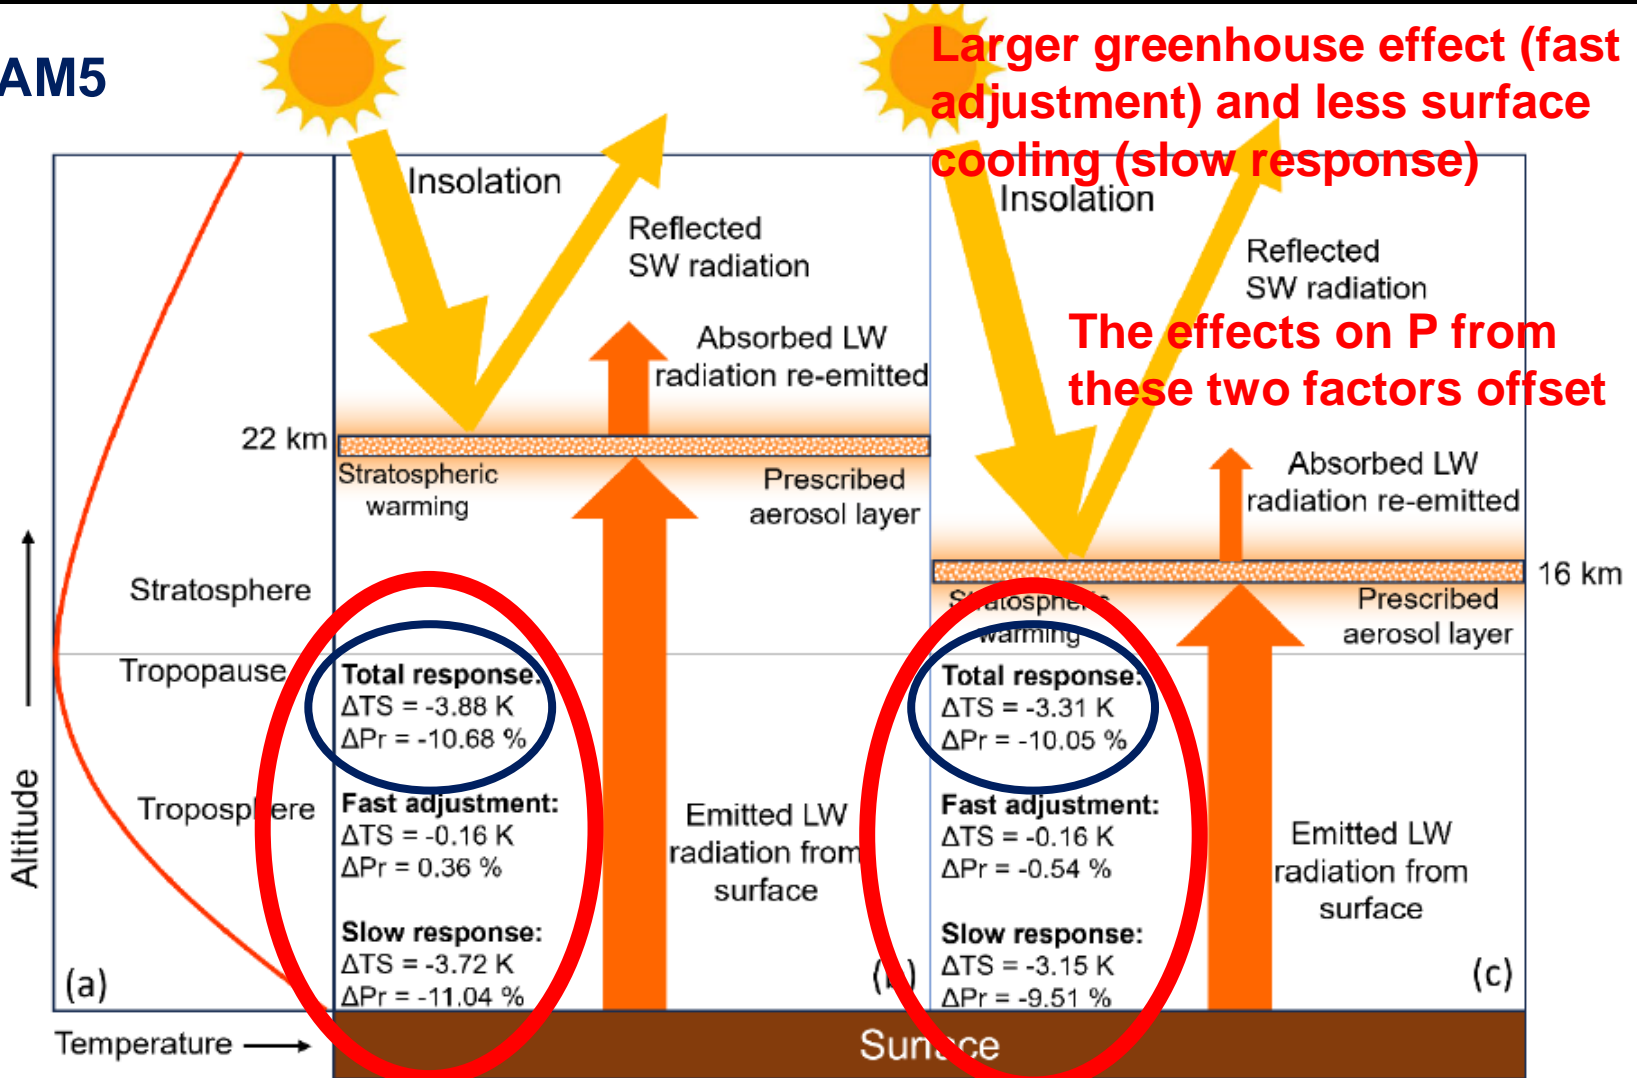 AM5
Larger greenhouse effect (fast
adjustment) and less surface
cooling (slow response)
The effects on P from
these two factors offset
Altitude
Temperature
Stratosphere
Tropopause
Troposphere
(a)
Insolation
Reflected
SW radiation
Absorbed LW
radiation re-emitted
22 km
Stratospheric
warming
Prescribed
aerosol layer
Total response:
ΔTS = -3.88 K
ΔPr = -10.68 %
Fast adjustment:
ΔTS = -0.16 K
ΔPr = 0.36 %
Slow response:
ΔTS = -3.72 K
ΔPr = -11.04 %
Emitted LW
radiation from
surface
(b)
Insolation
Reflected
SW radiation
Absorbed LW
radiation re-emitted
16 km
Stratospheric
warming
Prescribed
aerosol layer
Total response:
ΔTS = -3.31 K
ΔPr = -10.05 %
Fast adjustment:
ΔTS = -0.16 K
ΔPr = -0.54 %
Slow response:
ΔTS = -3.15 K
ΔPr = -9.51 %
Emitted LW
radiation from
surface
(c)
Surface